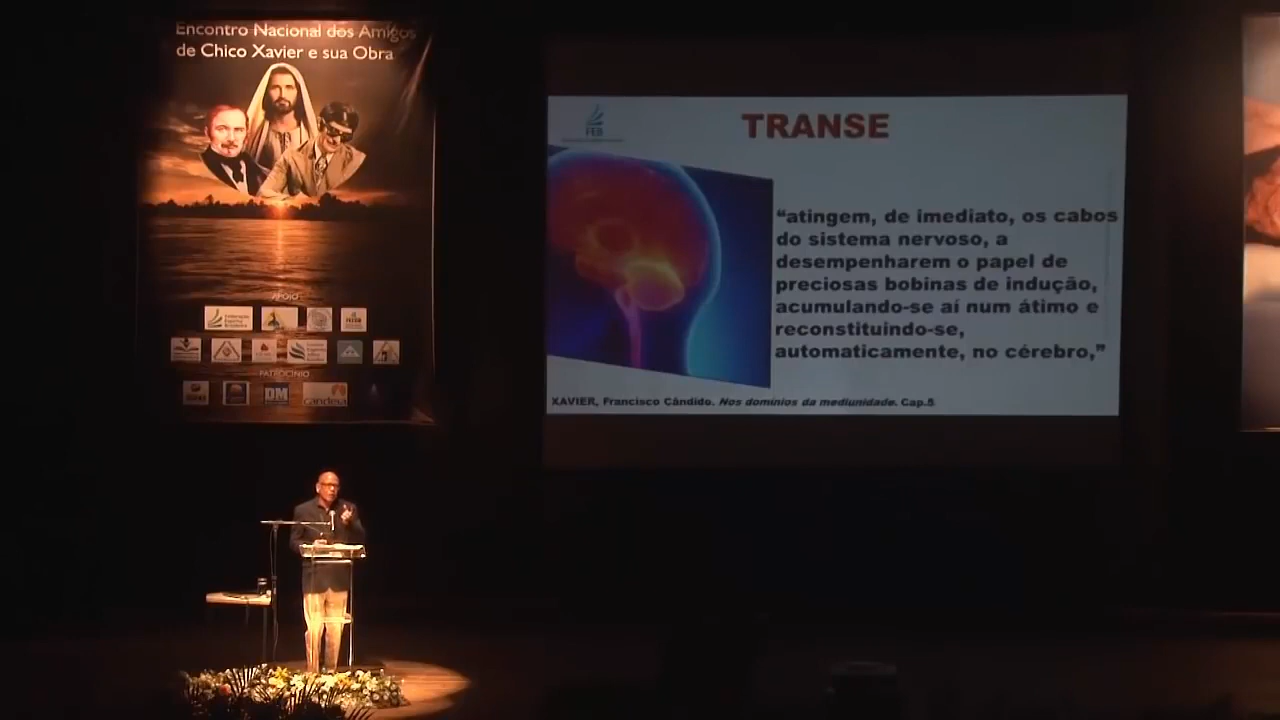 Encontro Nacional dos Amigos
de Chico Xavier e sua Obra
APOIO
PATROCÍNIO
DM
candeia
FEB
TRANSE
“atingem, de imediato, os cabos
do sistema nervoso, a
desempenharem o papel de
preciosas bobinas de indução,
acumulando-se aí num átimo e
reconstituindo-se,
automaticamente, no cérebro,”
XAVIER, Francisco Cândido. Nos domínios da mediunidade. Cap.5.